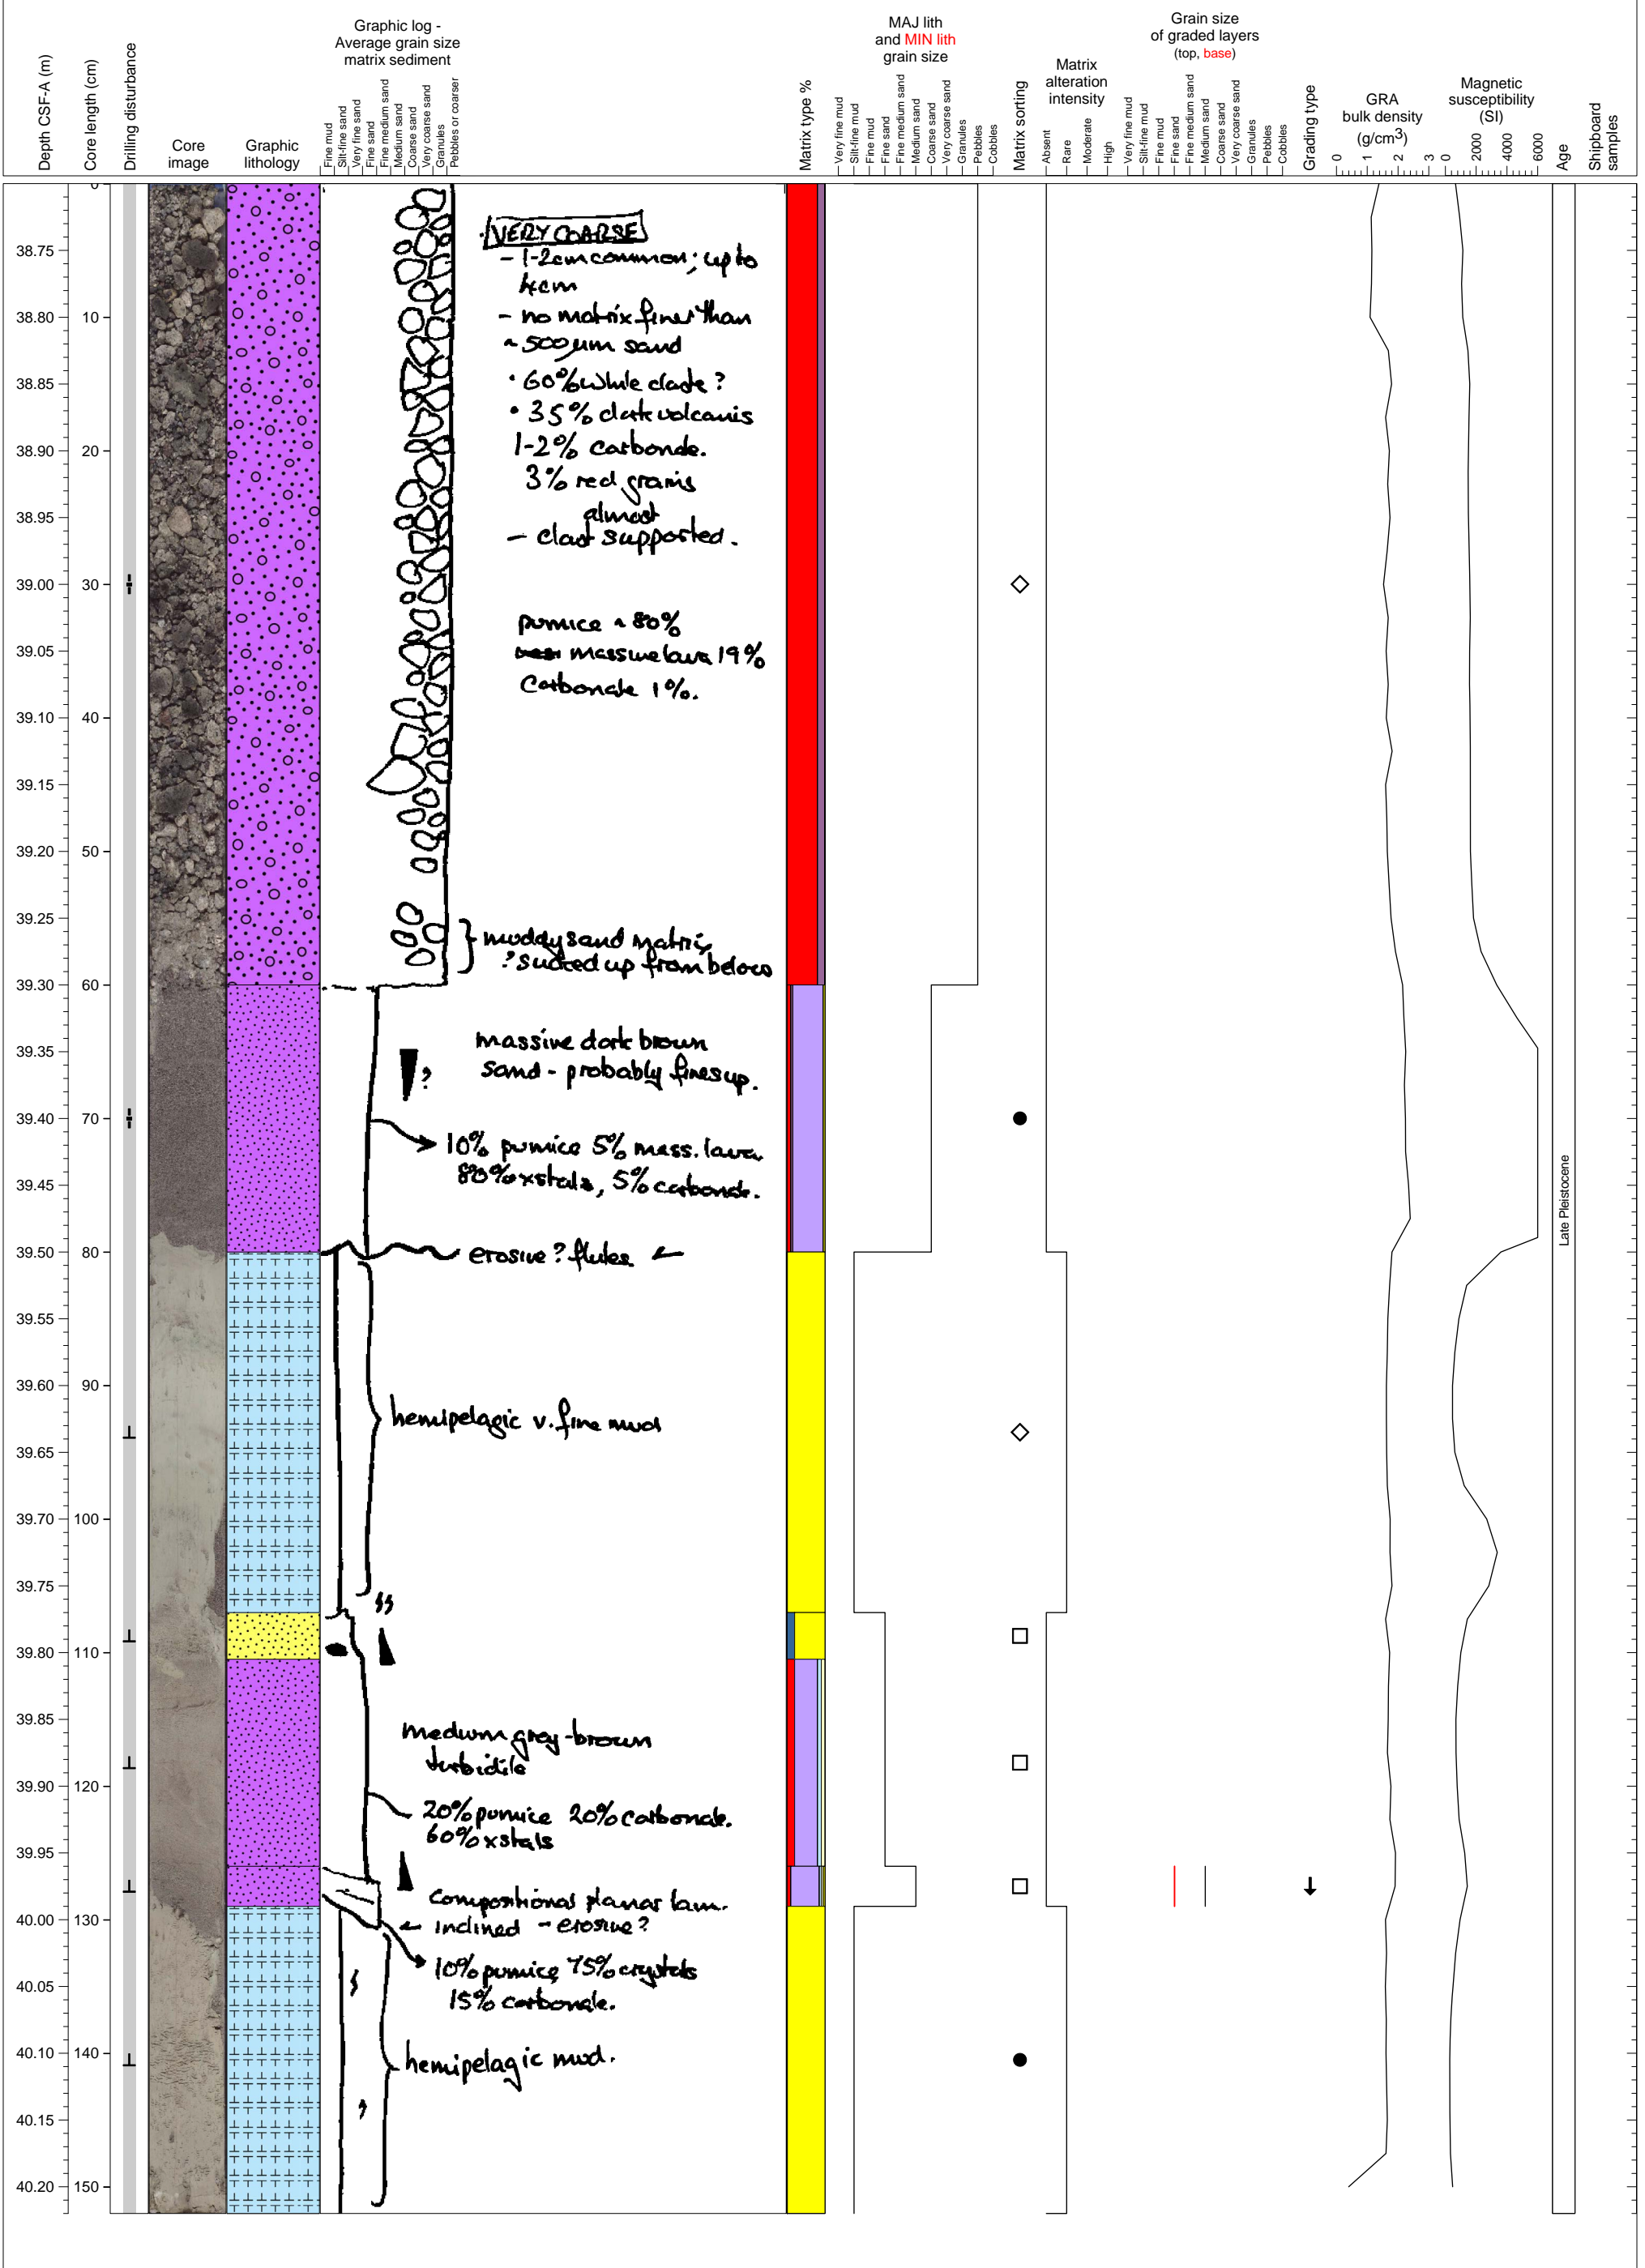 Depth CSF-A (m)
Core length (cm)
Drilling disturbance
Core
image
Graphic
lithology
Graphic log -
Average grain size
matrix sediment
Fine mud
Silt-fine sand
Very fine sand
Fine sand
Fine medium sand
Medium sand
Coarse sand
Very coarse sand
Granules
Pebbles or coarser
Matrix type %
MAJ lith
and MIN lith
grain size
Very fine mud
Silt-fine mud
Fine mud
Fine sand
Fine medium sand
Medium sand
Coarse sand
Very coarse sand
Granules
Pebbles
Cobbles
Matrix sorting
Matrix
alteration
intensity
Absent
Rare
Moderate
High
Grain size
of graded layers
(top, base)
Very fine mud
Silt-fine mud
Fine mud
Fine sand
Fine medium sand
Medium sand
Coarse sand
Very coarse sand
Granules
Pebbles
Cobbles
Grading type
GRA
bulk density
(g/cm3)
0 1 2 3
Magnetic
susceptibility
(SI)
0 2000 4000 6000
Age
Shipboard
samples
0
38.75
38.80 10
38.85
38.90 20
38.95
39.00 30
39.05
39.10 40
39.15
39.20 50
39.25
39.30 60
39.35
39.40 70
39.45
39.50 80
39.55
39.60 90
39.65
39.70 100
39.75
39.80 110
39.85
39.90 120
39.95
40.00 130
40.05
40.10 140
40.15
40.20 150
VERY COARSE
- 1-2cm common; up to
4cm
- no matrix finer than
~ 500 µm sand
• 60% white
• 35% dark volcanis
1-2% carbonde.
3% red grains
almost
- clast supported.
pumice ~ 80%
massive lava 19%
Carbonate 1%.
muddy sand matrix
? sucked up from below
massive dark brown
sand - probably fines up.
?
10% pumice 5% mass. lava
80% xstals, 5% carbonate.
erosive ? flutes ←
hemipelagic v. fine mud
medium grey-brown
turbidite
20% pumice 20% carbonate.
60% xstals
Compositional planar lam.
← inclined - erosive?
10% pumice 75% crystals
15% carbonate.
hemipelagic mud.
Late Pleistocene